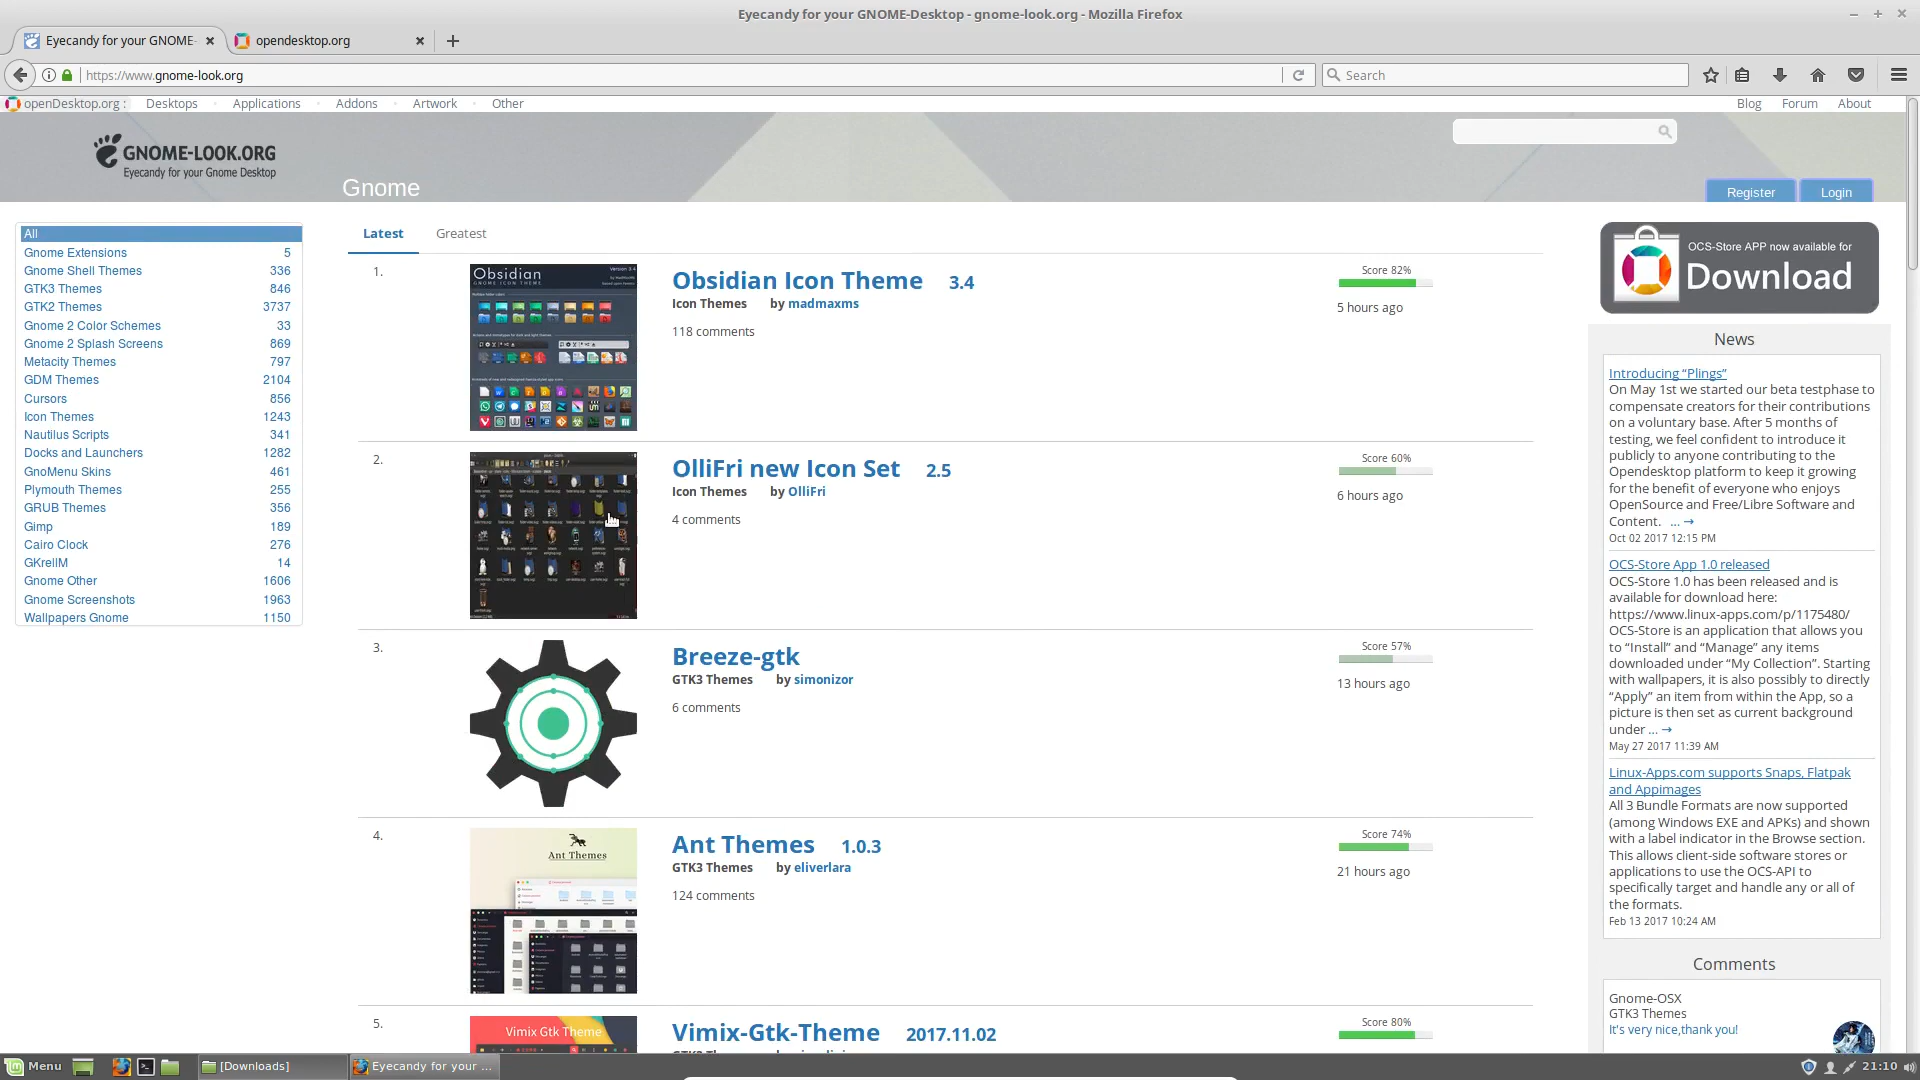 Eyecandy for your GNOME-Desktop - gnome-look.org - Mozilla Firefox
Eyecandy for your GNOME-
opendesktop.org
https://www.gnome-look.org
Search
openDesktop.org :
Desktops
Applications
Addons
Artwork
Other
Blog
Forum
About
GNOME-LOOK.ORG
Eyecandy for your Gnome Desktop
Gnome
Register
Login
All
Gnome Extensions 5
Gnome Shell Themes 336
GTK3 Themes 846
GTK2 Themes 3737
Gnome 2 Color Schemes 33
Gnome 2 Splash Screens 869
Metacity Themes 797
GDM Themes 2104
Cursors 856
Icon Themes 1243
Nautilus Scripts 341
Docks and Launchers 1282
GnoMenu Skins 461
Plymouth Themes 255
GRUB Themes 356
Gimp 189
Cairo Clock 276
GKrellM 14
Gnome Other 1606
Gnome Screenshots 1963
Wallpapers Gnome 1150
Latest
Greatest
1.
Obsidian
GNOME ICON THEME
Version 3.4
Obsidian Icon Theme 3.4
Icon Themes by madmaxms
118 comments
Score 82%
5 hours ago
2.
OlliFri new Icon Set 2.5
Icon Themes by OlliFri
4 comments
Score 60%
6 hours ago
3.
Breeze-gtk
GTK3 Themes by simonizor
6 comments
Score 57%
13 hours ago
4.
Ant Themes
Ant Themes 1.0.3
GTK3 Themes by eliverlara
124 comments
Score 74%
21 hours ago
5.
Vimix Gtk Theme
Vimix-Gtk-Theme 2017.11.02
Score 80%
OCS-Store APP now available for
Download
News
Introducing “Plings”
On May 1st we started our beta testphase to
compensate creators for their contributions
on a voluntary base. After 5 months of
testing, we feel confident to introduce it
publicly to anyone contributing to the
Opendesktop platform to keep it growing
for the benefit of everyone who enjoys
OpenSource and Free/Libre Software and
Content. ... →
Oct 02 2017 12:15 PM
OCS-Store App 1.0 released
OCS-Store 1.0 has been released and is
available for download here:
https://www.linux-apps.com/p/1175480/
OCS-Store is an application that allows you
to “Install” and “Manage” any items
downloaded under “My Collection”. Starting
with wallpapers, it is also possibly to directly
“Apply” an item from within the App, so a
picture is then set as current background
under ... →
May 27 2017 11:39 AM
Linux-Apps.com supports Snaps, Flatpak
and Appimages
All 3 Bundle Formats are now supported
(among Windows EXE and APKs) and shown
with a label indicator in the Browse section.
This allows client-side software stores or
applications to use the OCS-API to
specifically target and handle any or all of
the formats.
Feb 13 2017 10:24 AM
Comments
Gnome-OSX
GTK3 Themes
It's very nice,thank you!
Menu
[Downloads]
Eyecandy for your ...
21:10